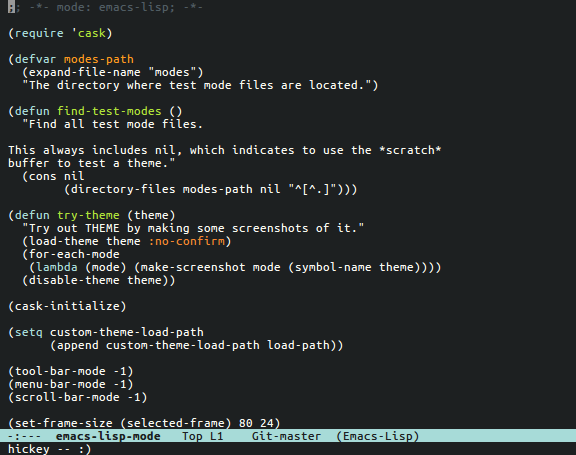 ;; -*- mode: emacs-lisp; -*-

(require 'cask)

(defvar modes-path
  (expand-file-name "modes")
  "The directory where test mode files are located.")

(defun find-test-modes ()
  "Find all test mode files.

This always includes nil, which indicates to use the *scratch*
buffer to test a theme."
  (cons nil
        (directory-files modes-path nil "^[^.]")))

(defun try-theme (theme)
  "Try out THEME by making some screenshots of it."
  (load-theme theme :no-confirm)
  (for-each-mode
   (lambda (mode) (make-screenshot mode (symbol-name theme))))
  (disable-theme theme))

(cask-initialize)

(setq custom-theme-load-path
      (append custom-theme-load-path load-path))

(tool-bar-mode -1)
(menu-bar-mode -1)
(scroll-bar-mode -1)

(set-frame-size (selected-frame) 80 24)
-:---  emacs-lisp-mode   Top L1    Git-master  (Emacs-Lisp)
hickey -- :)